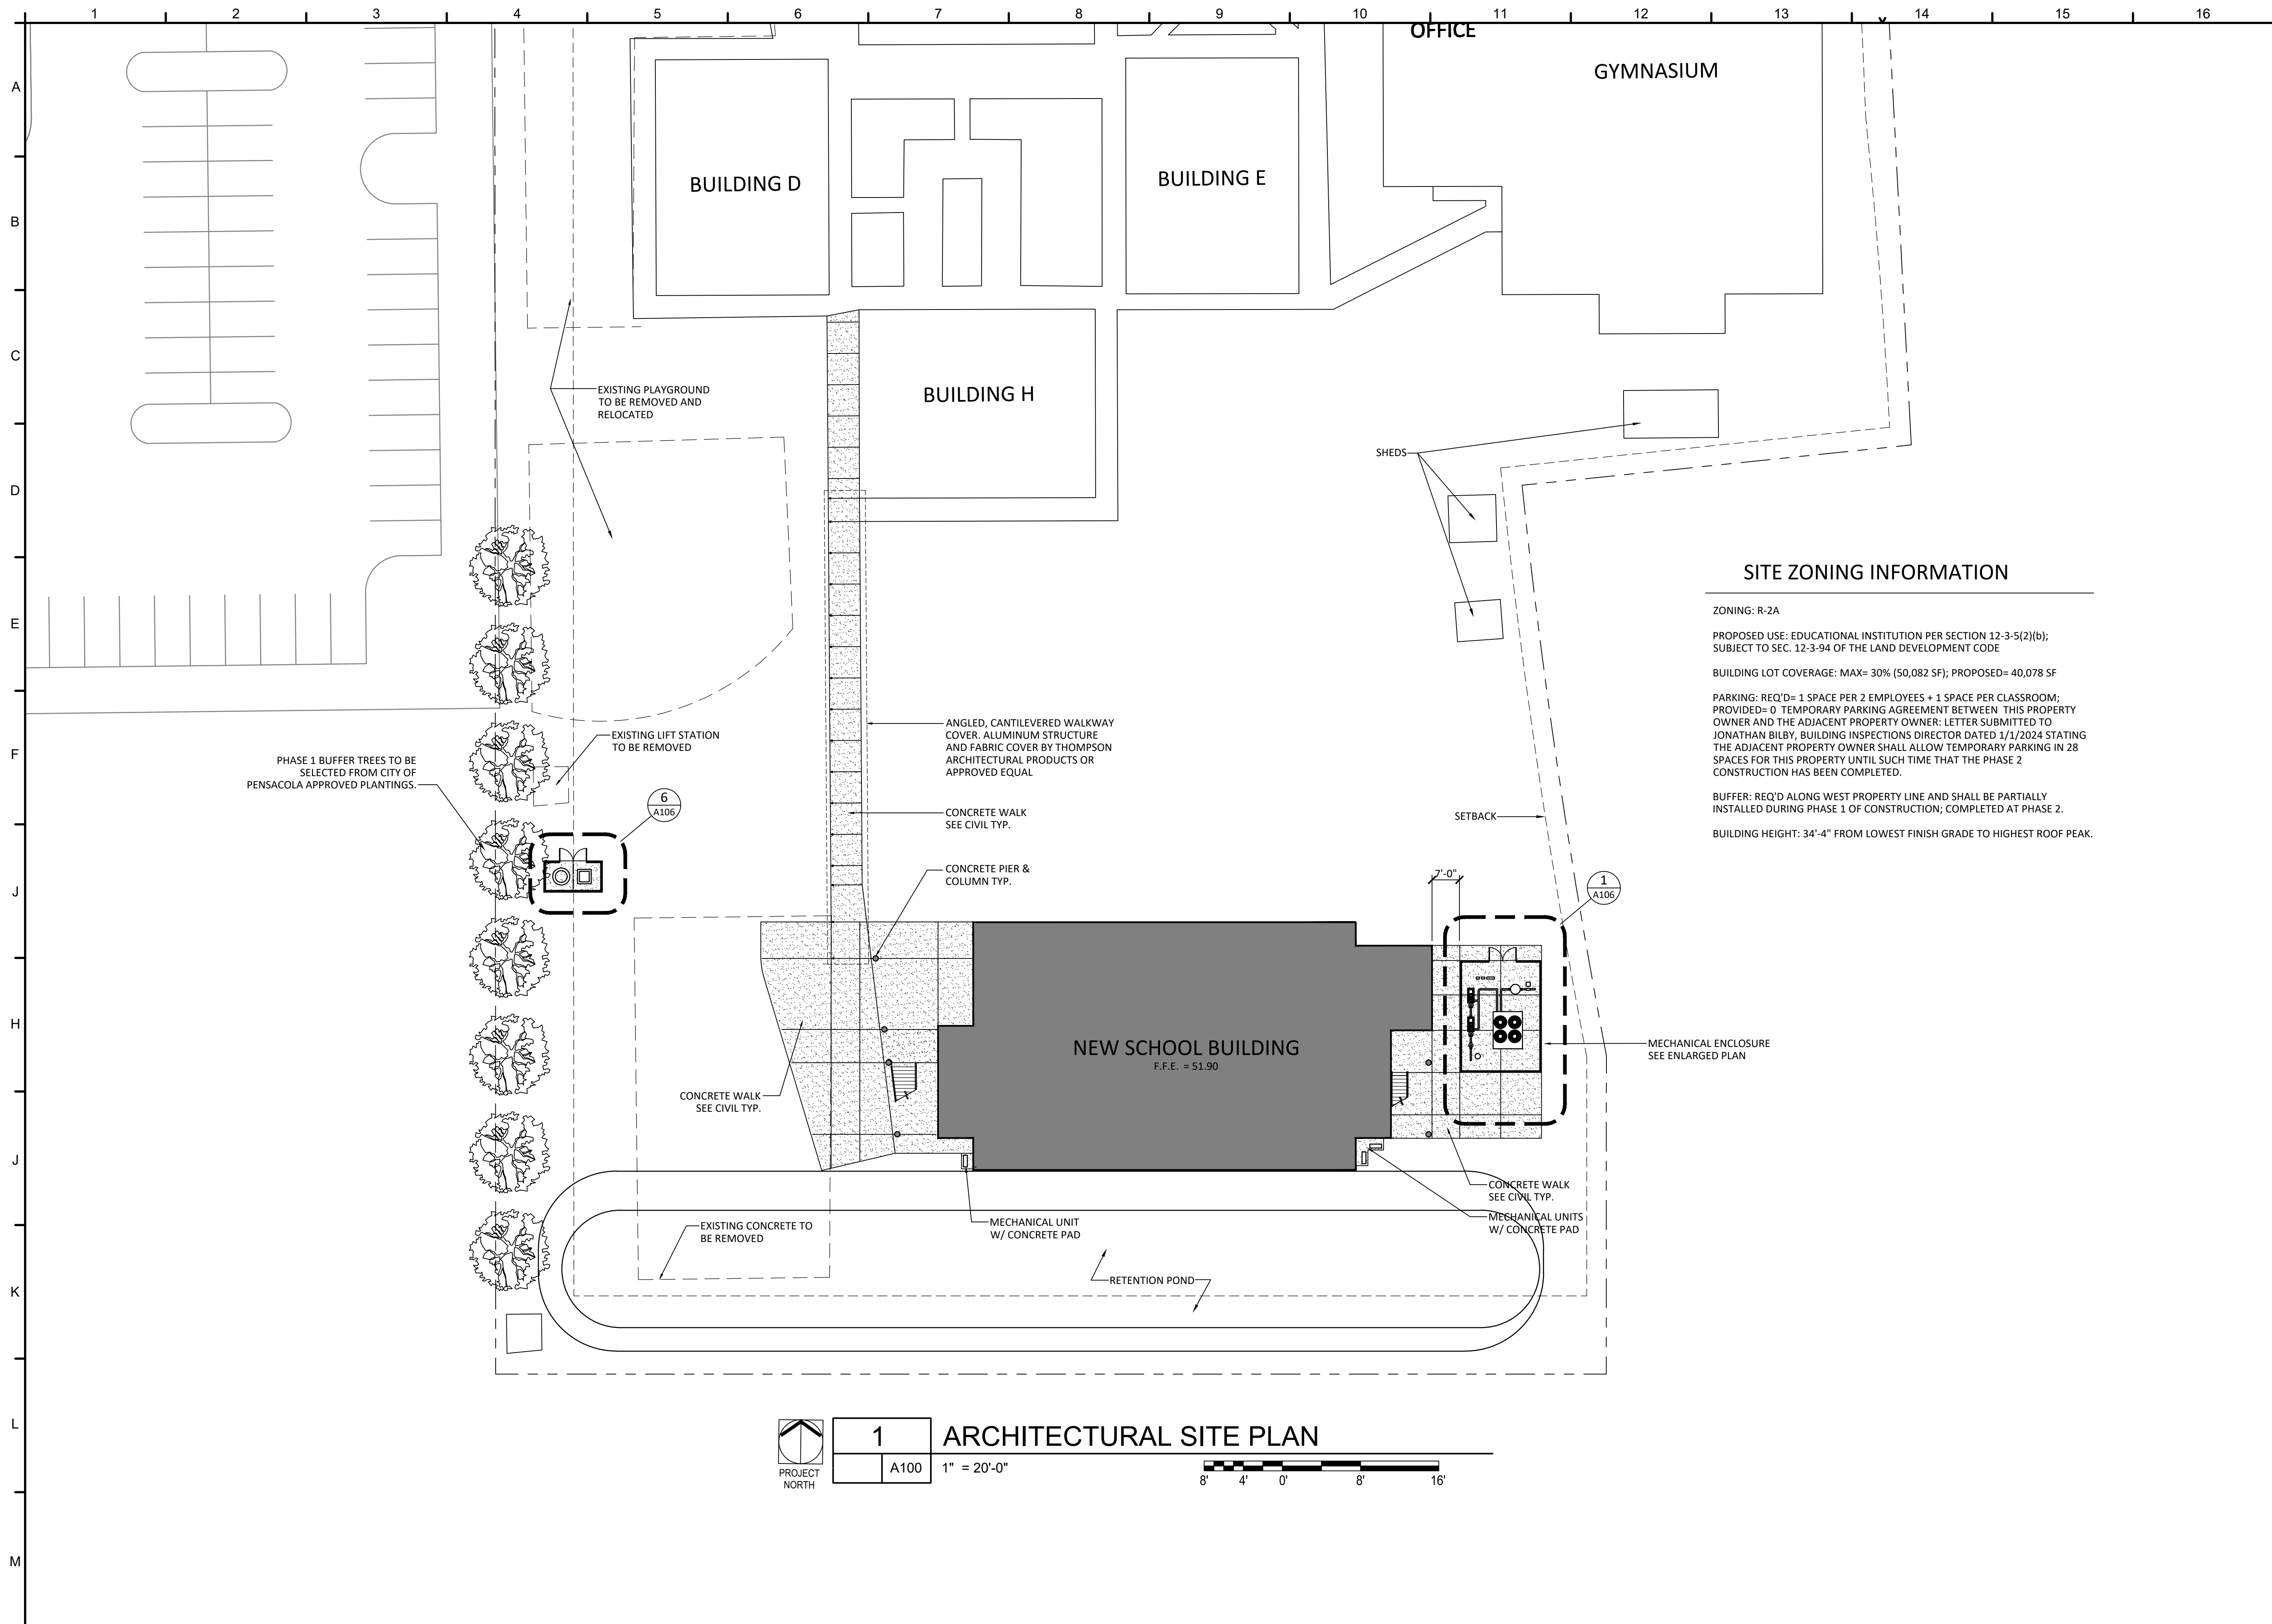 1 2 3 4 5 6 7 8 9 10 11 12 13 14 15 16
A
B
C
D
E
F
J
H
J
K
L
M
OFFICE
GYMNASIUM
BUILDING D
BUILDING E
BUILDING H
EXISTING PLAYGROUND
TO BE REMOVED AND
RELOCATED
SHEDS
SITE ZONING INFORMATION
ZONING: R-2A
PROPOSED USE: EDUCATIONAL INSTITUTION PER SECTION 12-3-5(2)(b);
SUBJECT TO SEC. 12-3-94 OF THE LAND DEVELOPMENT CODE
BUILDING LOT COVERAGE: MAX= 30% (50,082 SF); PROPOSED= 40,078 SF
PARKING: REQ'D= 1 SPACE PER 2 EMPLOYEES + 1 SPACE PER CLASSROOM;
PROVIDED= 0 TEMPORARY PARKING AGREEMENT BETWEEN THIS PROPERTY
OWNER AND THE ADJACENT PROPERTY OWNER: LETTER SUBMITTED TO
JONATHAN BILBY, BUILDING INSPECTIONS DIRECTOR DATED 1/1/2024 STATING
THE ADJACENT PROPERTY OWNER SHALL ALLOW TEMPORARY PARKING IN 28
SPACES FOR THIS PROPERTY UNTIL SUCH TIME THAT THE PHASE 2
CONSTRUCTION HAS BEEN COMPLETED.
BUFFER: REQ'D ALONG WEST PROPERTY LINE AND SHALL BE PARTIALLY
INSTALLED DURING PHASE 1 OF CONSTRUCTION; COMPLETED AT PHASE 2.
BUILDING HEIGHT: 34'-4" FROM LOWEST FINISH GRADE TO HIGHEST ROOF PEAK.
ANGLED, CANTILEVERED WALKWAY
COVER. ALUMINUM STRUCTURE
AND FABRIC COVER BY THOMPSON
ARCHITECTURAL PRODUCTS OR
APPROVED EQUAL
EXISTING LIFT STATION
TO BE REMOVED
PHASE 1 BUFFER TREES TO BE
SELECTED FROM CITY OF
PENSACOLA APPROVED PLANTINGS.
6
A106
CONCRETE WALK
SEE CIVIL TYP.
SETBACK
CONCRETE PIER &
COLUMN TYP.
7'-0"
1
A106
NEW SCHOOL BUILDING
F.F.E. = 51.90
MECHANICAL ENCLOSURE
SEE ENLARGED PLAN
CONCRETE WALK
SEE CIVIL TYP.
CONCRETE WALK
SEE CIVIL TYP.
MECHANICAL UNITS
W/ CONCRETE PAD
MECHANICAL UNIT
W/ CONCRETE PAD
EXISTING CONCRETE TO
BE REMOVED
RETENTION POND
1
ARCHITECTURAL SITE PLAN
A100
1" = 20'-0"
PROJECT
NORTH
8' 4' 0' 8' 16'